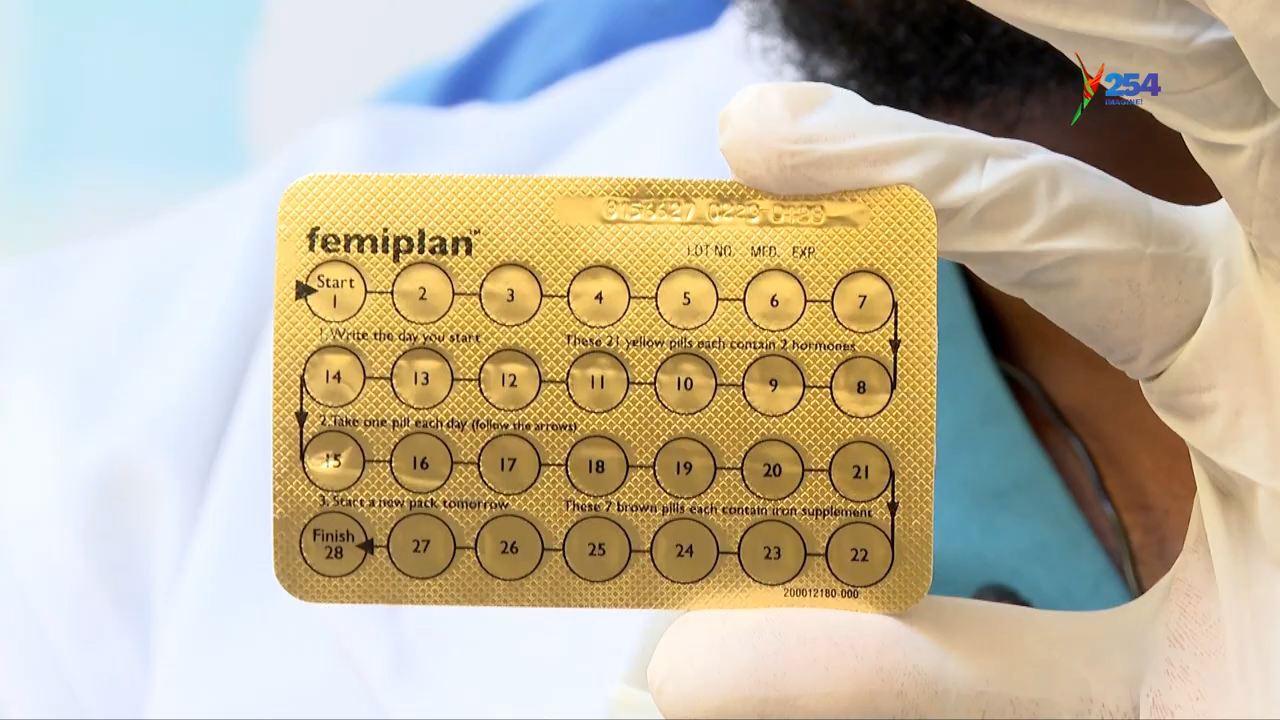 254
IMAGINE!
femiplan™
LOT NO. MFD. EXP.
Start
1 2 3 4 5 6 7
1. Write the day you start These 21 yellow pills each contain 2 hormones
14 13 12 11 10 9 8
2. Take one pill each day (follow the arrows)
15 16 17 18 19 20 21
3. Start a new pack tomorrow These 7 brown pills each contain iron supplement
Finish
28 27 26 25 24 23 22
200012180-000